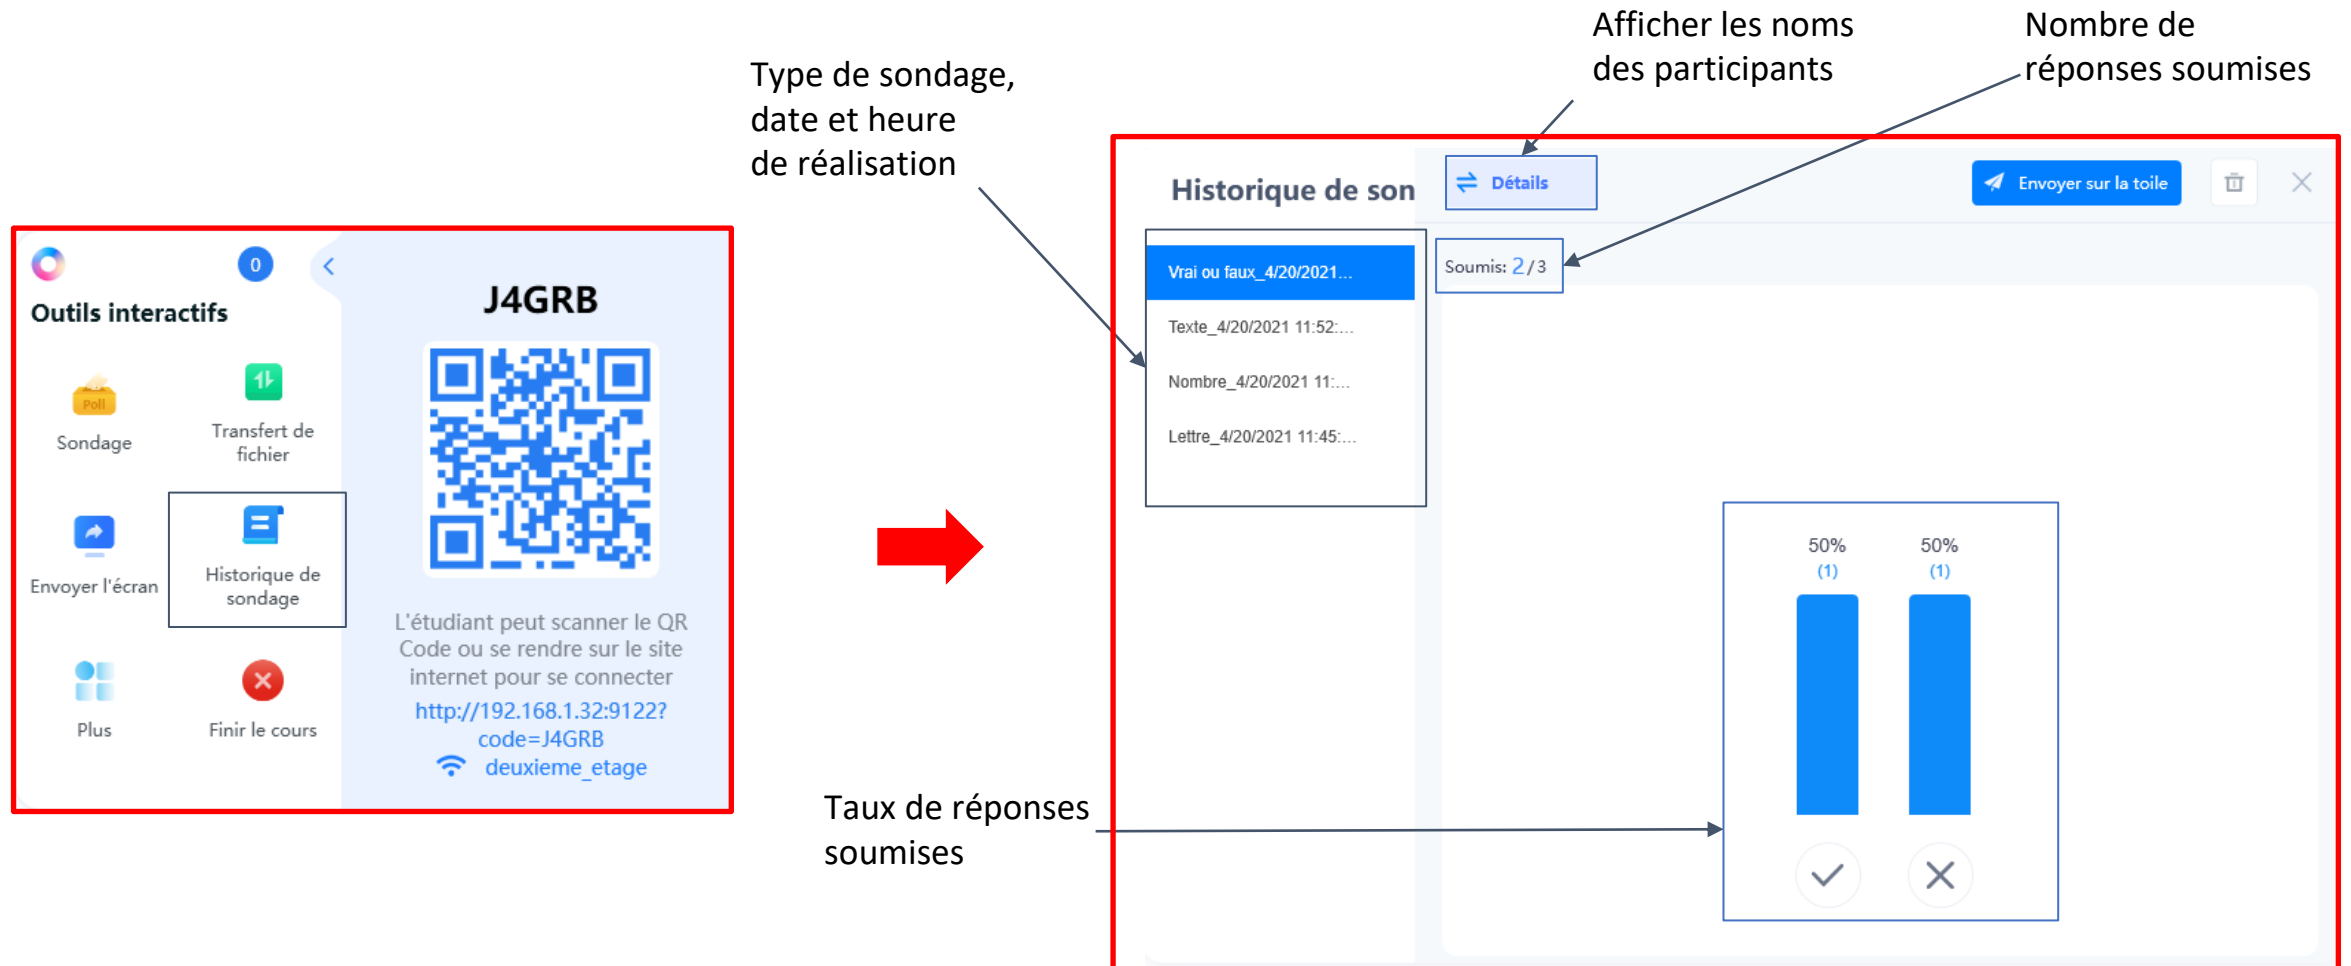 Afficher les noms
des participants
Nombre de
réponses soumises
Type de sondage,
date et heure
de réalisation
0
Outils interactifs
Poll
Sondage
Transfert de
fichier
Envoyer l'écran
Historique de
sondage
Plus
Finir le cours
J4GRB
L'étudiant peut scanner le QR
Code ou se rendre sur le site
internet pour se connecter
http://192.168.1.32:9122?
code=J4GRB
deuxieme_etage
Historique de son
Détails
Envoyer sur la toile
Vrai ou faux_4/20/2021...
Texte_4/20/2021 11:52:...
Nombre_4/20/2021 11:...
Lettre_4/20/2021 11:45:...
Soumis: 2/3
50% 50%
(1) (1)
Taux de réponses
soumises